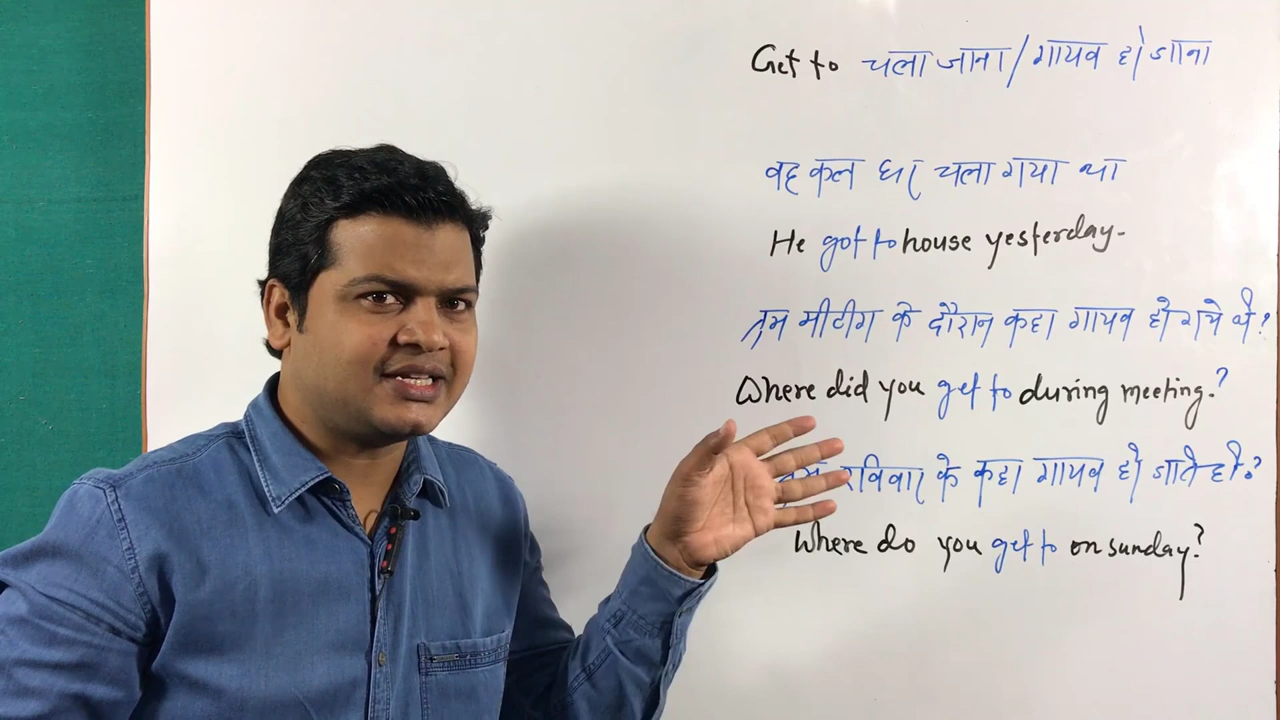 Get to चला जाना/गायब हो जाना
वह कल घर चला गया था
He got to house yesterday.
तुम मीटींग के दौरान कहा गायब हो गये थे?
Where did you get to during meeting.?
तुम रविवार के कहा गायब हो जाते हो?
Where do you get to on sunday?